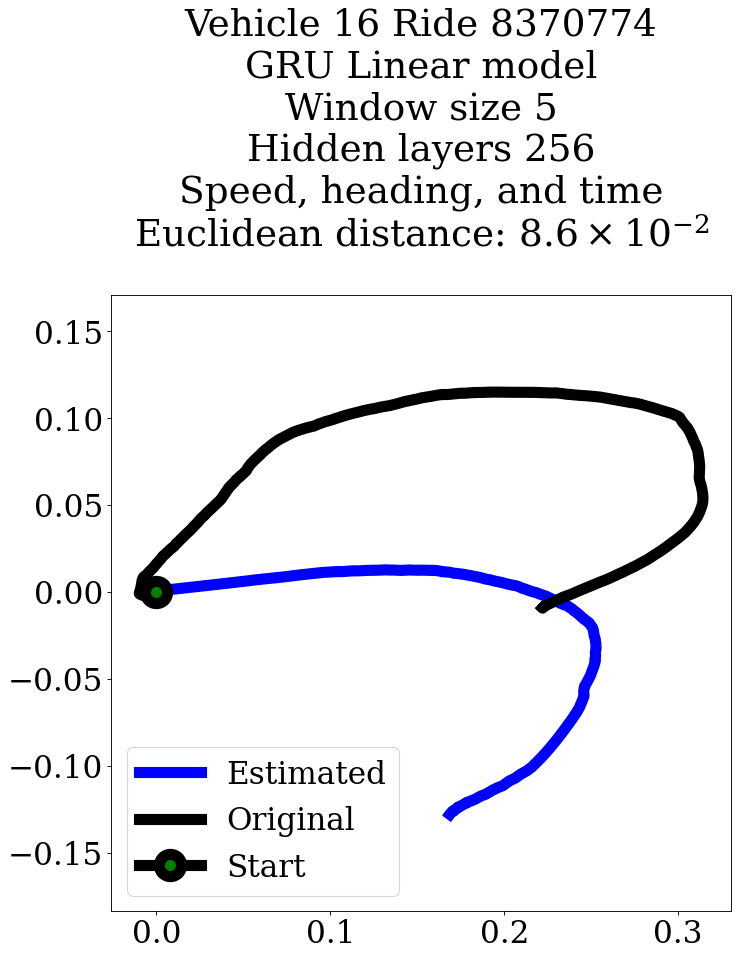 Vehicle 16 Ride 8370774
GRU Linear model
Window size 5
Hidden layers 256
Speed, heading, and time
Euclidean distance: 8.6 × 10⁻²
0.15
0.10
0.05
0.00
−0.05
−0.10
−0.15
Estimated
Original
Start
0.0 0.1 0.2 0.3